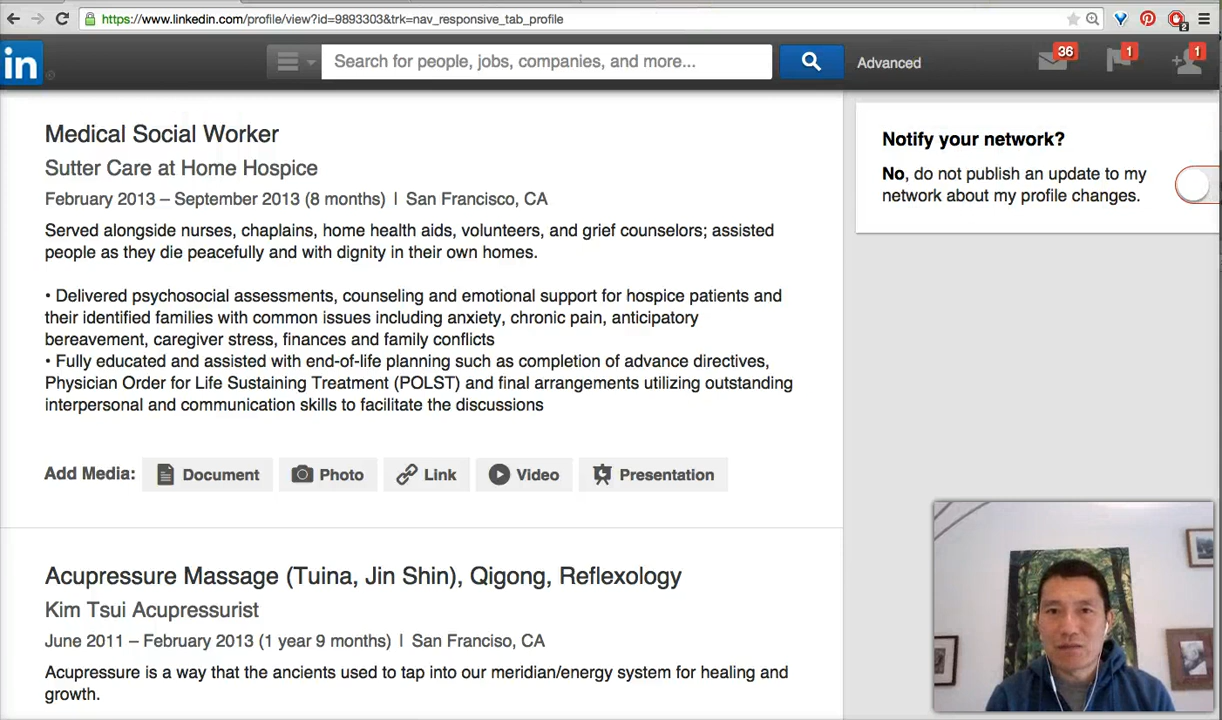 https://www.linkedin.com/profile/view?id=9893303&trk=nav_responsive_tab_profile
2
in
Search for people, jobs, companies, and more...
Advanced
36
1
1
Medical Social Worker
Sutter Care at Home Hospice
February 2013 – September 2013 (8 months) | San Francisco, CA
Served alongside nurses, chaplains, home health aids, volunteers, and grief counselors; assisted
people as they die peacefully and with dignity in their own homes.
• Delivered psychosocial assessments, counseling and emotional support for hospice patients and
their identified families with common issues including anxiety, chronic pain, anticipatory
bereavement, caregiver stress, finances and family conflicts
• Fully educated and assisted with end-of-life planning such as completion of advance directives,
Physician Order for Life Sustaining Treatment (POLST) and final arrangements utilizing outstanding
interpersonal and communication skills to facilitate the discussions
Add Media: Document Photo Link Video Presentation
Acupressure Massage (Tuina, Jin Shin), Qigong, Reflexology
Kim Tsui Acupressurist
June 2011 – February 2013 (1 year 9 months) | San Franciso, CA
Acupressure is a way that the ancients used to tap into our meridian/energy system for healing and
growth.
Notify your network?
No, do not publish an update to my
network about my profile changes.